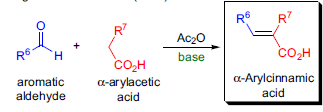 O
R⁶
H
+
R⁷
CO₂H
Ac₂O
base
R⁶
R⁷
CO₂H
aromatic
aldehyde
α-arylacetic
acid
α-Arylcinnamic
acid